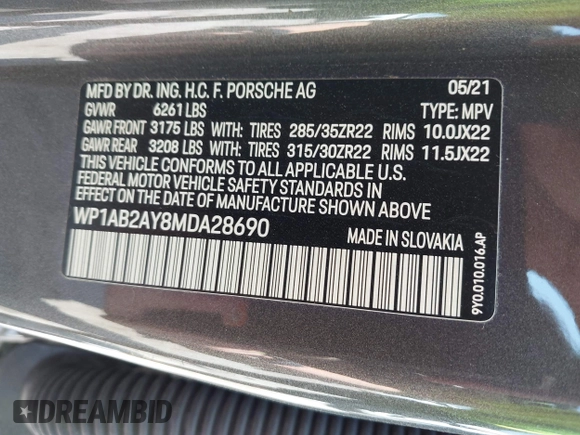 MFD BY DR. ING. H.C. F. PORSCHE AG 05/21
GVWR 6261 LBS TYPE: MPV
GAWR FRONT 3175 LBS WITH: TIRES 285/35ZR22 RIMS 10.0JX22
GAWR REAR 3208 LBS WITH: TIRES 315/30ZR22 RIMS 11.5JX22
THIS VEHICLE CONFORMS TO ALL APPLICABLE U.S.
FEDERAL MOTOR VEHICLE SAFETY STANDARDS IN
EFFECT ON THE DATE OF MANUFACTURE SHOWN ABOVE
WP1AB2AY8MDA28690 MADE IN SLOVAKIA
9Y0.010.016.AP
DREAMBID